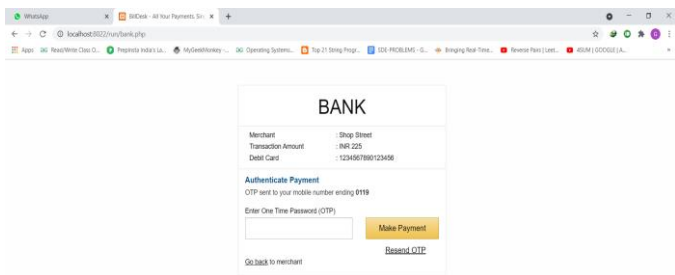 WhatsApp
BillDesk - All Your Payments, Sin
localhost:8022/run/bank.php
Apps
Read/Write Class O...
Prepinsta India's La...
MyGeekMonkey -...
Operating Systems...
Top 21 String Progr...
SDE-PROBLEMS - G...
Bringing Real-Time...
Reverse Pairs | Leet...
4SUM | GOOGLE | A...
BANK
Merchant : Shop Street
Transaction Amount : INR 225
Debit Card : 1234567890123456
Authenticate Payment
OTP sent to your mobile number ending 0119
Enter One Time Password (OTP)
Make Payment
Resend OTP
Go back to merchant